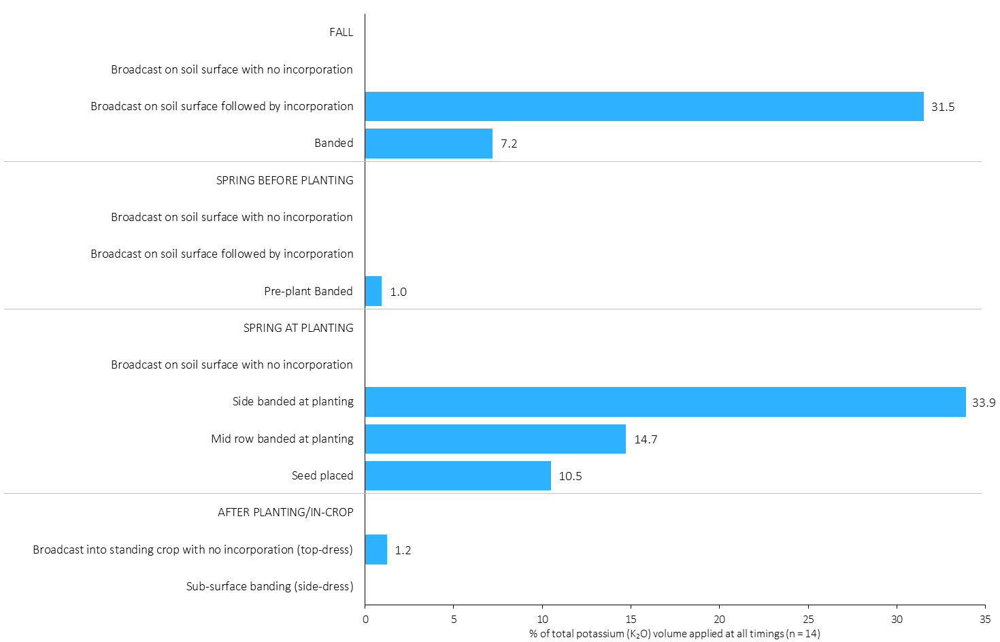 FALL
Broadcast on soil surface with no incorporation
Broadcast on soil surface followed by incorporation
31.5
Banded
7.2
SPRING BEFORE PLANTING
Broadcast on soil surface with no incorporation
Broadcast on soil surface followed by incorporation
Pre-plant Banded
1.0
SPRING AT PLANTING
Broadcast on soil surface with no incorporation
Side banded at planting
33.9
Mid row banded at planting
14.7
Seed placed
10.5
AFTER PLANTING/IN-CROP
Broadcast into standing crop with no incorporation (top-dress)
1.2
Sub-surface banding (side-dress)
0 5 10 15 20 25 30 35
% of total potassium (K₂O) volume applied at all timings (n = 14)